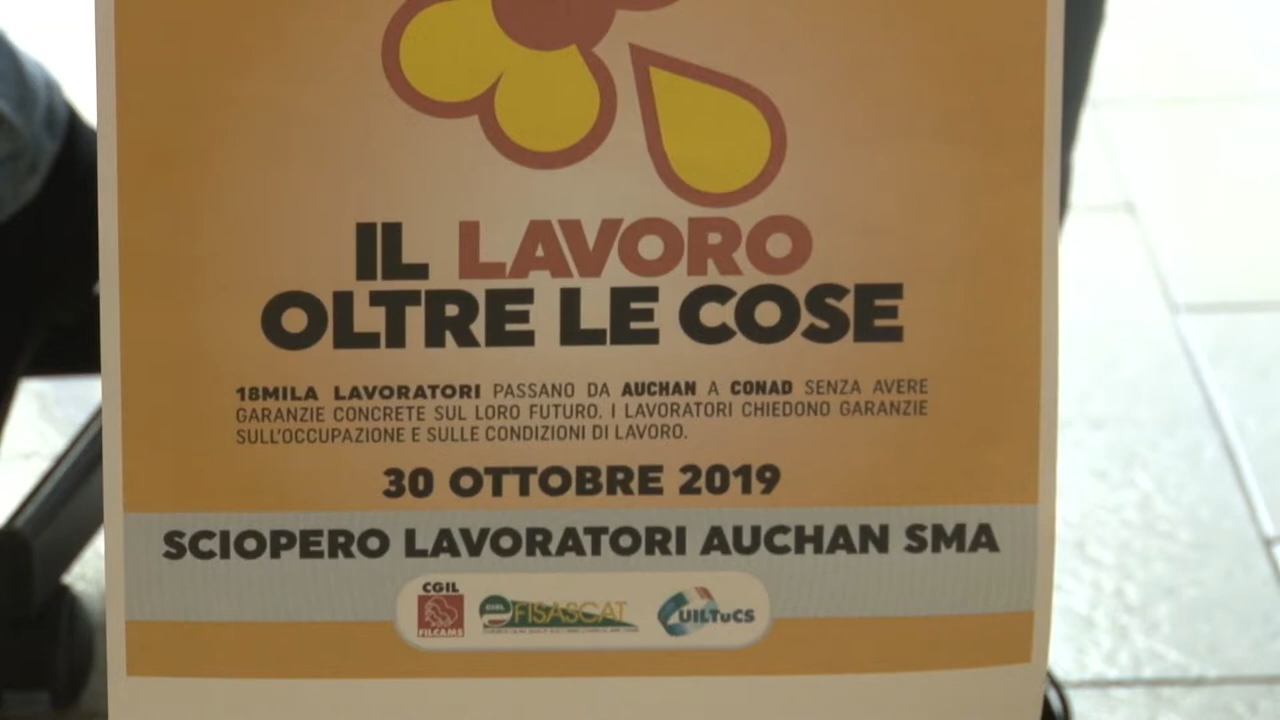 IL LAVORO
OLTRE LE COSE
18MILA LAVORATORI PASSANO DA AUCHAN A CONAD SENZA AVERE
GARANZIE CONCRETE SUL LORO FUTURO. I LAVORATORI CHIEDONO GARANZIE
SULL'OCCUPAZIONE E SULLE CONDIZIONI DI LAVORO.
30 OTTOBRE 2019
SCIOPERO LAVORATORI AUCHAN SMA
CGIL
FILCAMS
CISL FISASCAT
UILTuCS